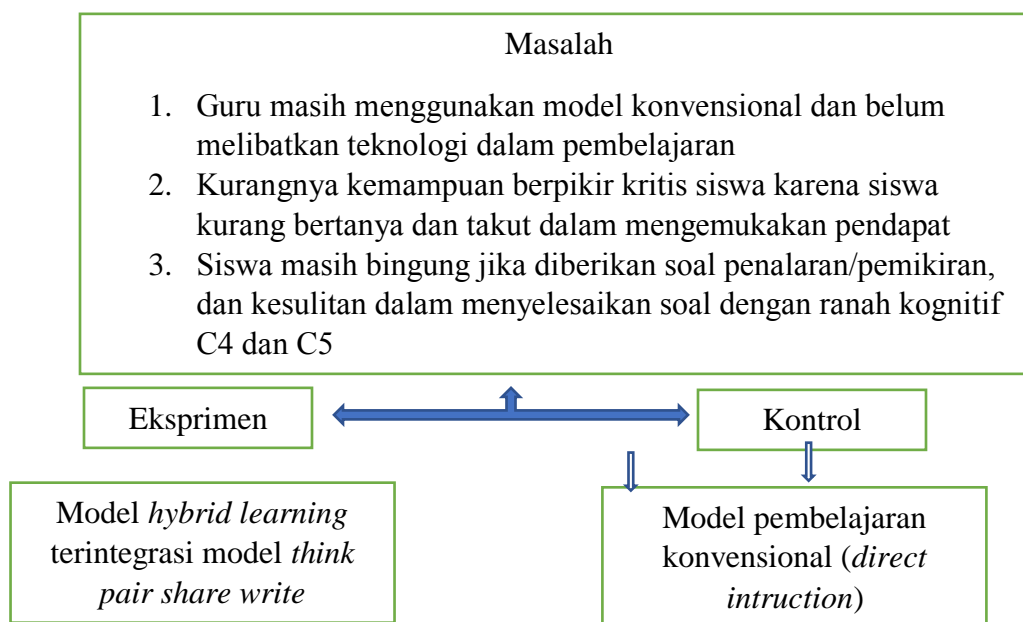 Masalah
1. Guru masih menggunakan model konvensional dan belum
melibatkan teknologi dalam pembelajaran
2. Kurangnya kemampuan berpikir kritis siswa karena siswa
kurang bertanya dan takut dalam mengemukakan pendapat
3. Siswa masih bingung jika diberikan soal penalaran/pemikiran,
dan kesulitan dalam menyelesaikan soal dengan ranah kognitif
C4 dan C5
Eksprimen
Kontrol
Model hybrid learning
terintegrasi model think
pair share write
Model pembelajaran
konvensional (direct
intruction)